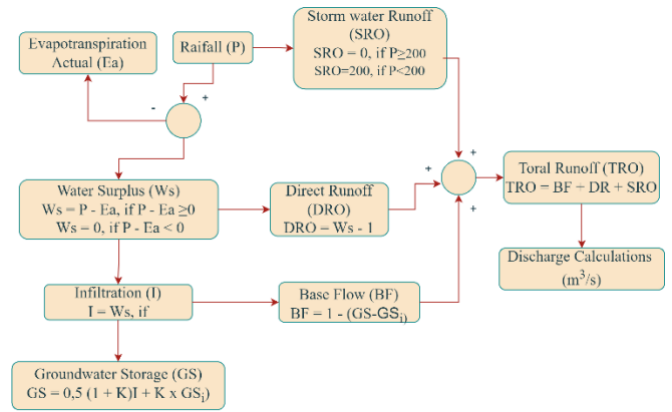 Evapotranspiration
Actual (Ea)
Raifall (P)
Storm water Runoff
(SRO)
SRO = 0, if P≥200
SRO=200, if P<200
-
+
Water Surplus (Ws)
Ws = P - Ea, if P - Ea ≥0
Ws = 0, if P - Ea < 0
Direct Runoff
(DRO)
DRO = Ws - 1
+
+
+
Toral Runoff (TRO)
TRO = BF + DR + SRO
Discharge Calculations
(m³/s)
Infiltration (I)
I = Ws, if
Base Flow (BF)
BF = 1 - (GS-GSi)
Groundwater Storage (GS)
GS = 0,5 (1 + K)I + K x GSi)